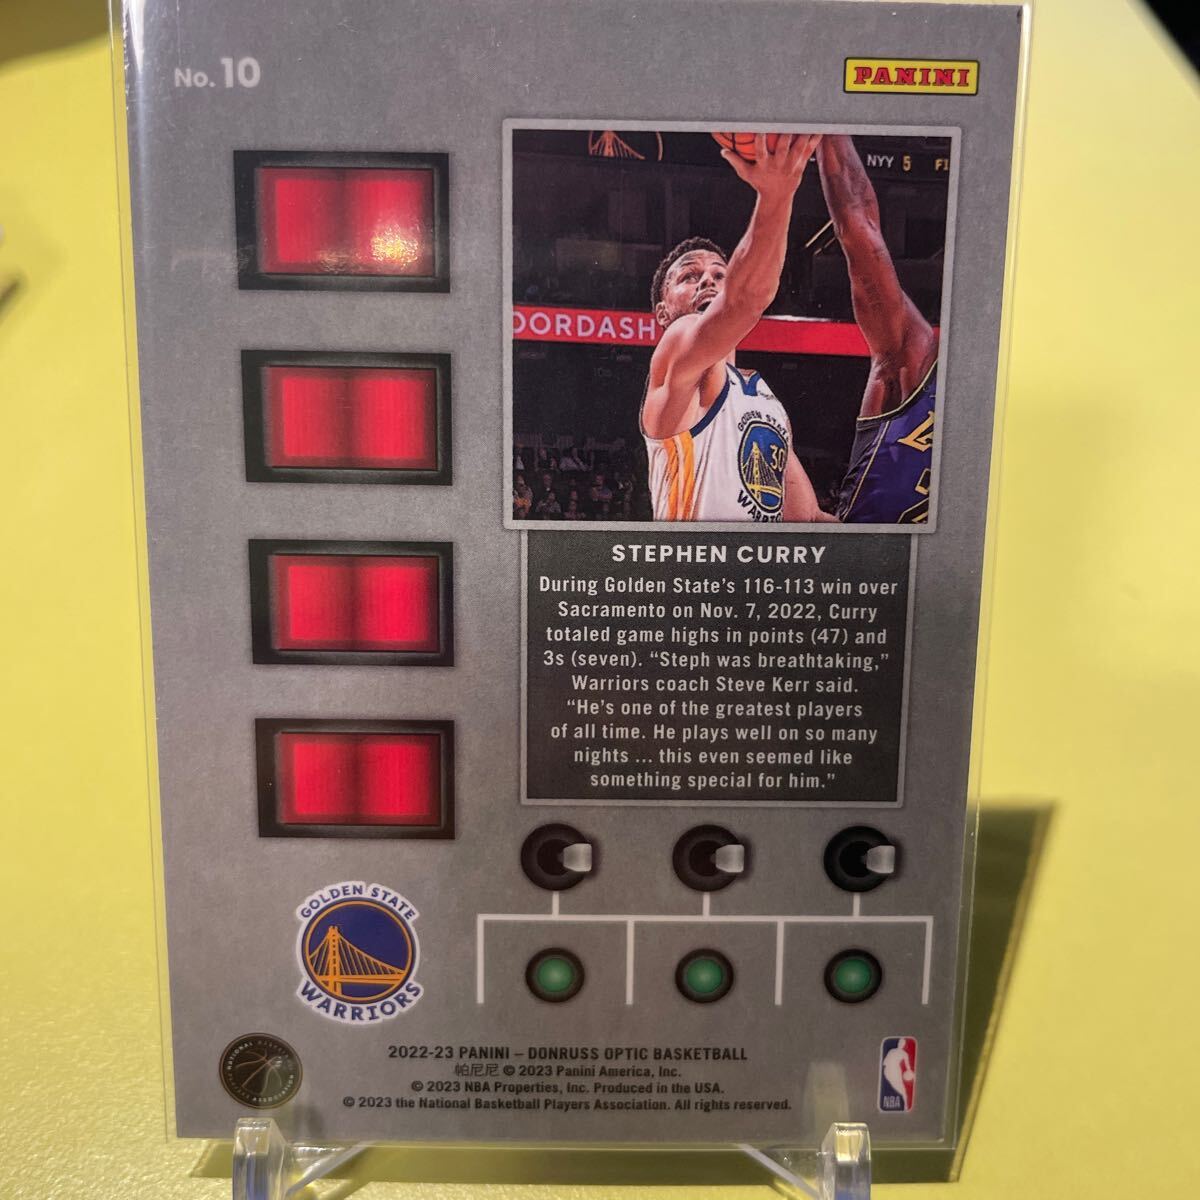 No. 10
PANINI
NYY 5 FI
OORDASH
GOLDEN STATE
30
WARRIORS
STEPHEN CURRY
During Golden State's 116-113 win over
Sacramento on Nov. 7, 2022, Curry
totaled game highs in points (47) and
3s (seven). “Steph was breathtaking,”
Warriors coach Steve Kerr said.
“He's one of the greatest players
of all time. He plays well on so many
nights ... this even seemed like
something special for him.”
GOLDEN STATE
WARRIORS
2022-23 PANINI – DONRUSS OPTIC BASKETBALL
帕尼尼 © 2023 Panini America, Inc.
© 2023 NBA Properties, Inc. Produced in the USA.
© 2023 the National Basketball Players Association. All rights reserved.
NATIONAL BASKETBALL
ASSOCIATION
NBA